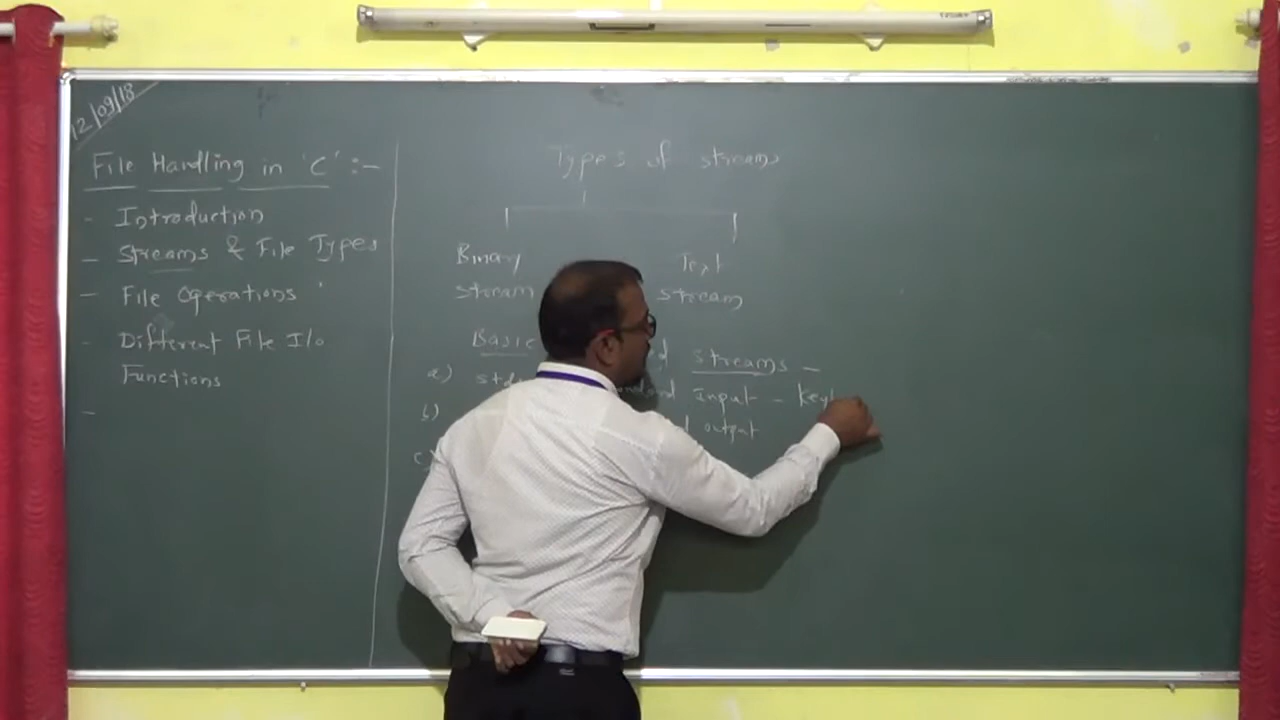 12/09/18
File Handling in 'C' :-
- Introduction
- Streams & File Types
- File Operations
- Different File I/o
Functions
-
Types of streams
Binary Text
stream stream
Basic streams -
a) Input - Key
b) output
c)